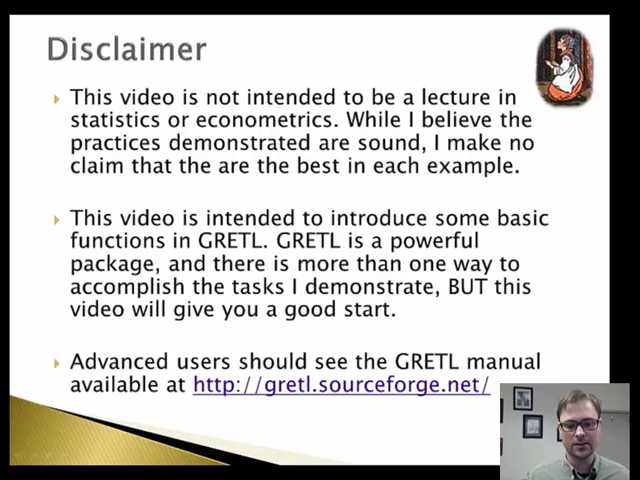 Disclaimer
This video is not intended to be a lecture in
statistics or econometrics. While I believe the
practices demonstrated are sound, I make no
claim that the are the best in each example.
This video is intended to introduce some basic
functions in GRETL. GRETL is a powerful
package, and there is more than one way to
accomplish the tasks I demonstrate, BUT this
video will give you a good start.
Advanced users should see the GRETL manual
available at http://gretl.sourceforge.net/